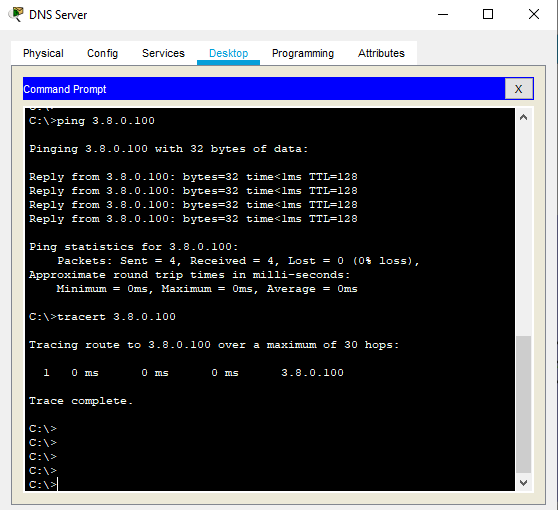 DNS Server
Physical Config Services Desktop Programming Attributes
Command Prompt X
C:\>
C:\>ping 3.8.0.100
Pinging 3.8.0.100 with 32 bytes of data:
Reply from 3.8.0.100: bytes=32 time<1ms TTL=128
Reply from 3.8.0.100: bytes=32 time<1ms TTL=128
Reply from 3.8.0.100: bytes=32 time<1ms TTL=128
Reply from 3.8.0.100: bytes=32 time<1ms TTL=128
Ping statistics for 3.8.0.100:
    Packets: Sent = 4, Received = 4, Lost = 0 (0% loss),
Approximate round trip times in milli-seconds:
    Minimum = 0ms, Maximum = 0ms, Average = 0ms
C:\>tracert 3.8.0.100
Tracing route to 3.8.0.100 over a maximum of 30 hops:
  1   0 ms      0 ms      0 ms      3.8.0.100
Trace complete.
C:\>
C:\>
C:\>
C:\>
C:\>